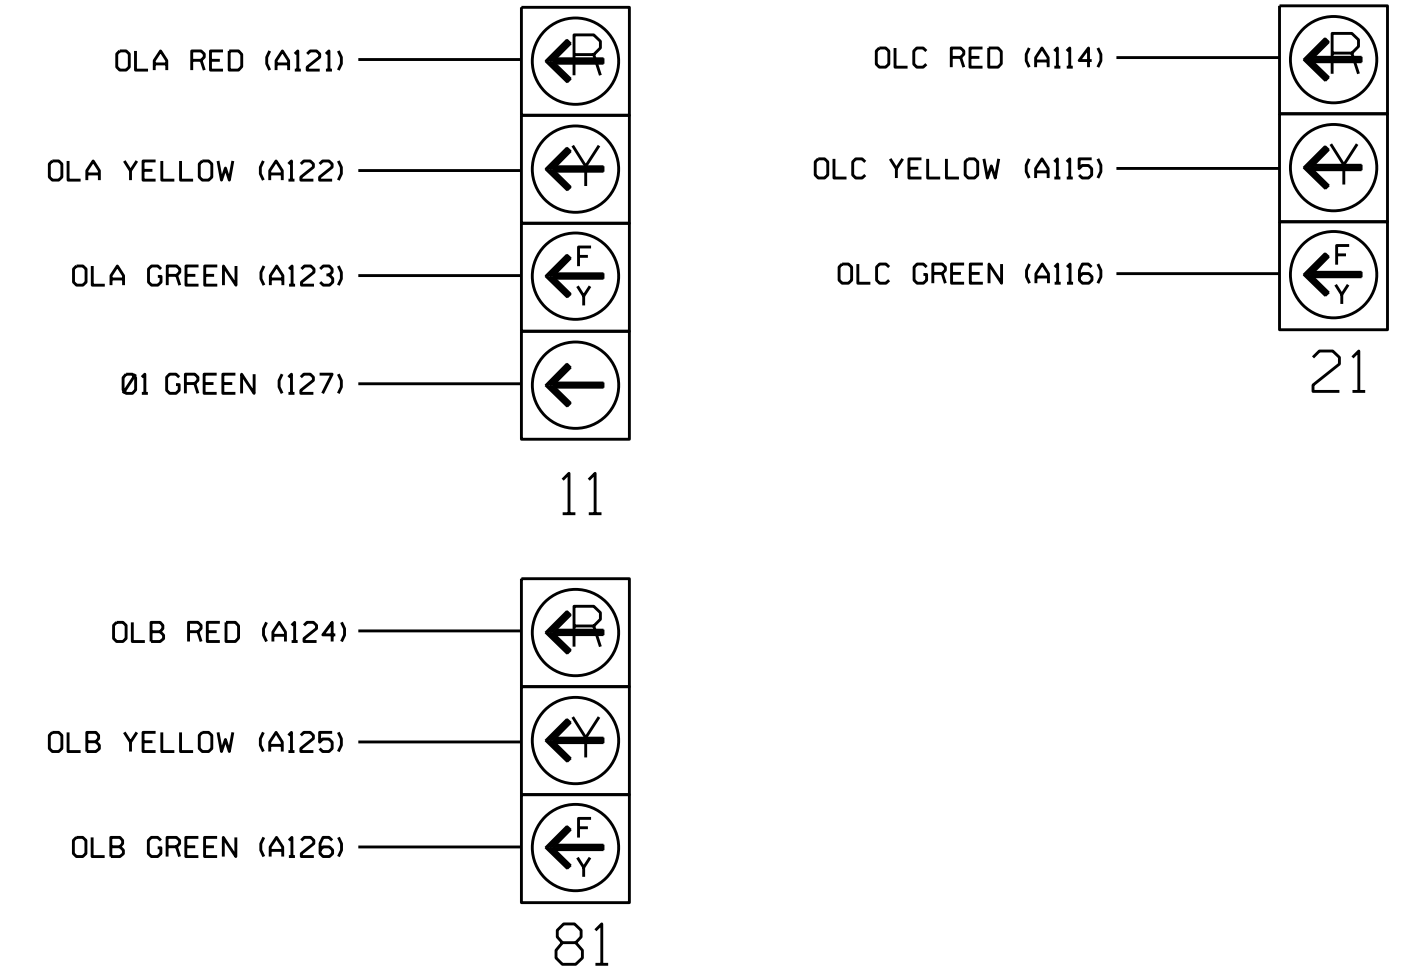 OLA RED (A121)
R
OLA YELLOW (A122)
Y
OLA GREEN (A123)
F
Y
Ø1 GREEN (127)
11
OLC RED (A114)
R
OLC YELLOW (A115)
Y
OLC GREEN (A116)
F
Y
21
OLB RED (A124)
R
OLB YELLOW (A125)
Y
OLB GREEN (A126)
F
Y
81